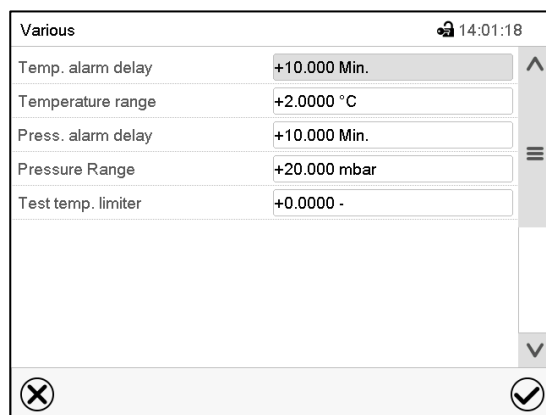 Various 14:01:18
Temp. alarm delay +10.000 Min.
Temperature range +2.0000 °C
Press. alarm delay +10.000 Min.
Pressure Range +20.000 mbar
Test temp. limiter +0.0000 -